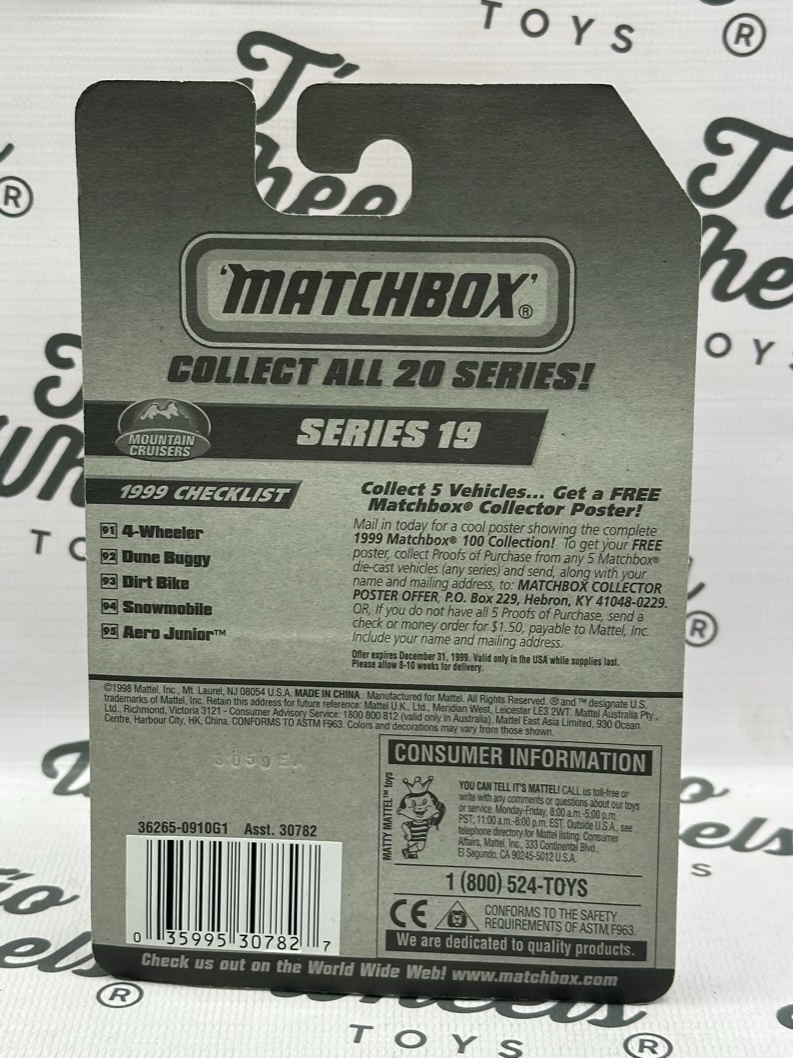 TOYS ®
T's
Wheels
®
'MATCHBOX'®
COLLECT ALL 20 SERIES!
MOUNTAIN
CRUISERS
SERIES 19
1999 CHECKLIST
91 4-Wheeler
92 Dune Buggy
93 Dirt Bike
94 Snowmobile
95 Aero Junior™
Collect 5 Vehicles... Get a FREE
Matchbox® Collector Poster!
Mail in today for a cool poster showing the complete
1999 Matchbox® 100 Collection! To get your FREE
poster, collect Proofs of Purchase from any 5 Matchbox®
die-cast vehicles (any series) and send, along with your
name and mailing address, to: MATCHBOX COLLECTOR
POSTER OFFER, P.O. Box 229, Hebron, KY 41048-0229.
OR, If you do not have all 5 Proofs of Purchase, send a
check or money order for $1.50, payable to Mattel, Inc.
Include your name and mailing address.
Offer expires December 31, 1999. Valid only in the USA while supplies last.
Please allow 8-10 weeks for delivery.
©1998 Mattel, Inc., Mt. Laurel, NJ 08054 U.S.A. MADE IN CHINA. Manufactured for Mattel. All Rights Reserved. ® and ™ designate U.S.
trademarks of Mattel, Inc. Retain this address for future reference: Mattel U.K., Ltd., Meridian West, Leicester LE3 2WT. Mattel Australia Pty.,
Ltd., Richmond, Victoria 3121 - Consumer Advisory Service: 1800 800 812 (valid only in Australia). Mattel East Asia Limited, 930 Ocean
Centre, Harbour City, HK, China. CONFORMS TO ASTM F963. Colors and decorations may vary from those shown.
36265-0910G1 Asst. 30782
0 35995 30782 7
CONSUMER INFORMATION
MATTY MATTEL™ toys
YOU CAN TELL IT'S MATTEL! CALL us toll-free or
write with any comments or questions about our toys
or service. Monday-Friday, 8:00 a.m.-5:00 p.m.
PST; 11:00 a.m.-8:00 p.m. EST. Outside U.S.A., see
telephone directory for Mattel listing. Consumer
Affairs, Mattel, Inc., 333 Continental Blvd.,
El Segundo, CA 90245-5012 U.S.A.
1 (800) 524-TOYS
CE
CONFORMS TO THE SAFETY
REQUIREMENTS OF ASTM F963.
We are dedicated to quality products.
Check us out on the World Wide Web! www.matchbox.com
Wheels
TOYS ®